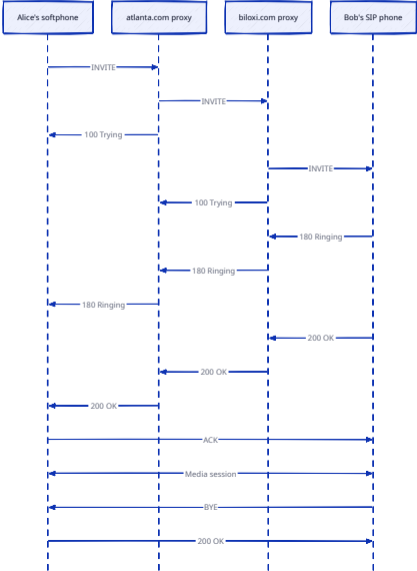 Alice's softphone
atlanta.com proxy
biloxi.com proxy
Bob's SIP phone
INVITE
INVITE
100 Trying
INVITE
100 Trying
180 Ringing
180 Ringing
180 Ringing
200 OK
200 OK
200 OK
ACK
Media session
BYE
200 OK